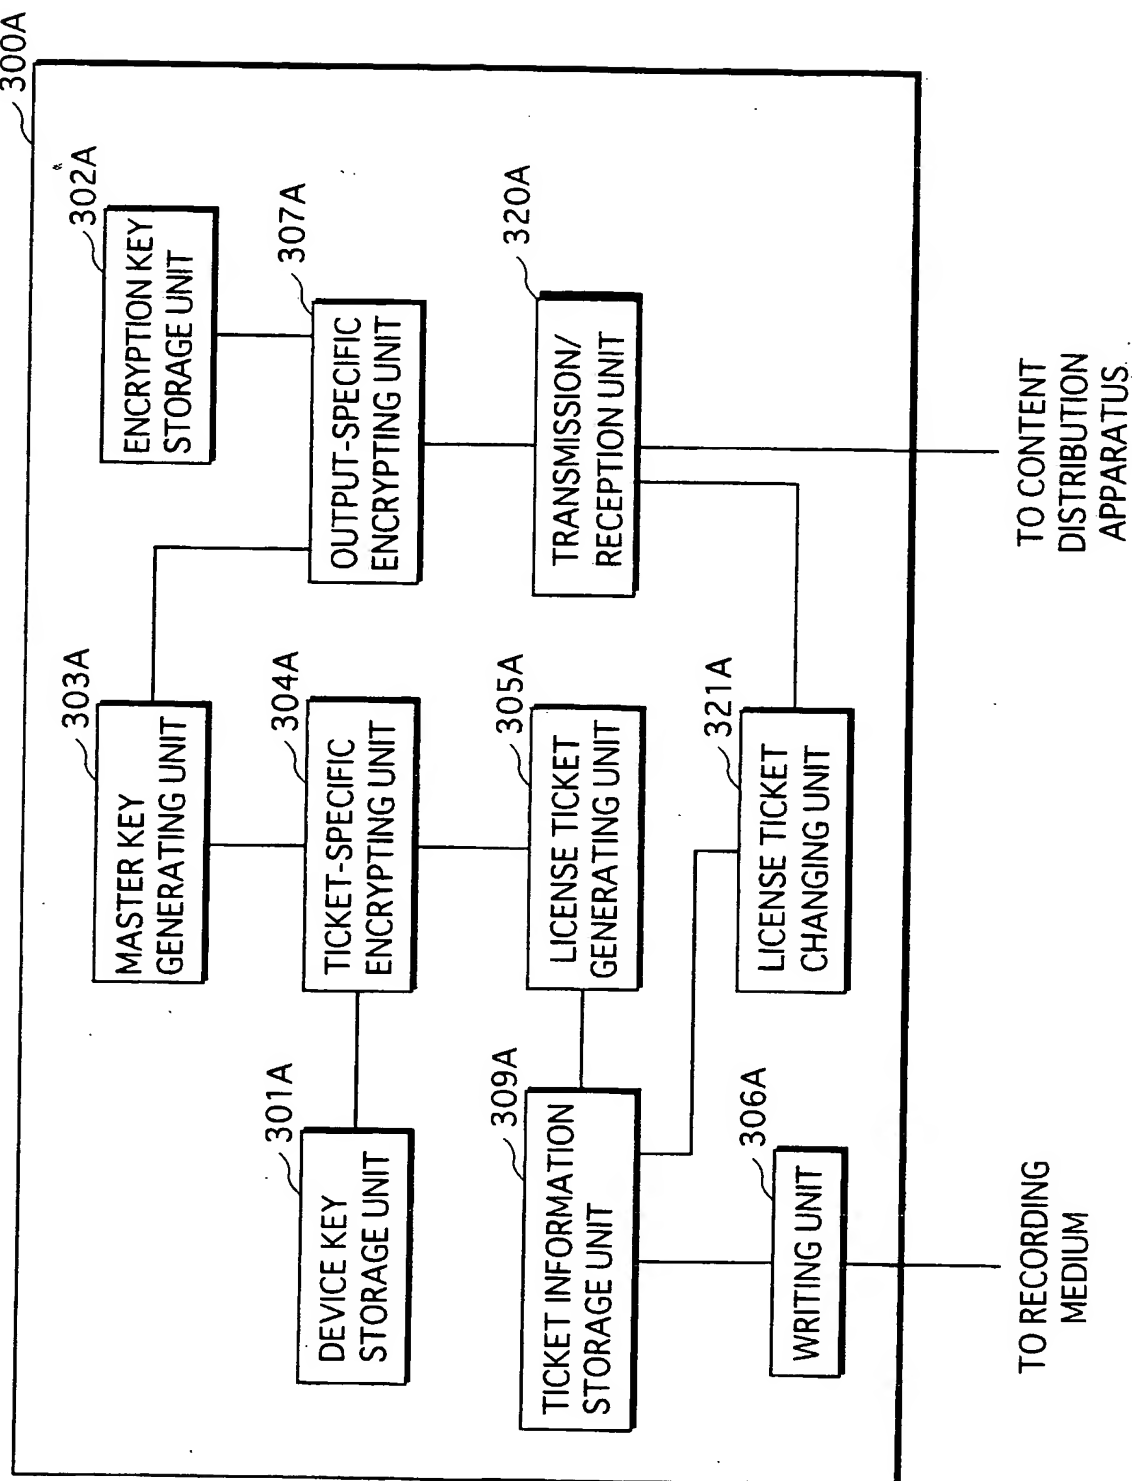 300A
302A
ENCRYPTION KEY
STORAGE UNIT
303A
MASTER KEY
GENERATING UNIT
307A
OUTPUT-SPECIFIC
ENCRYPTING UNIT
301A
DEVICE KEY
STORAGE UNIT
304A
TICKET-SPECIFIC
ENCRYPTING UNIT
320A
TRANSMISSION/
RECEPTION UNIT
309A
TICKET INFORMATION
STORAGE UNIT
305A
LICENSE TICKET
GENERATING UNIT
306A
WRITING UNIT
321A
LICENSE TICKET
CHANGING UNIT
TO RECORDING
MEDIUM
TO CONTENT
DISTRIBUTION
APPARATUS